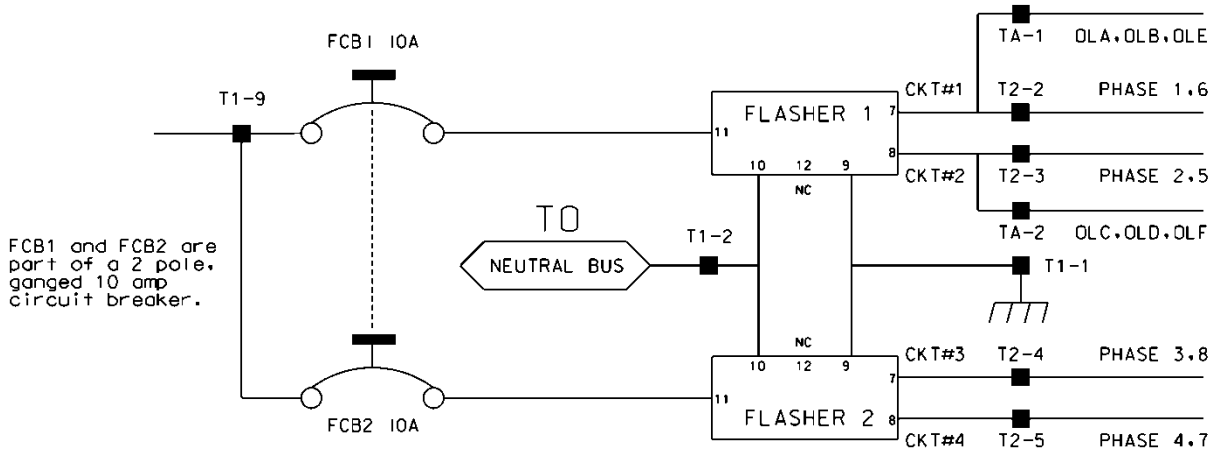 FCB1 10A
T1-9
FCB1 and FCB2 are
part of a 2 pole,
ganged 10 amp
circuit breaker.
FCB2 10A
TO
NEUTRAL BUS
T1-2
FLASHER 1
11
7
8
10 12 9
NC
CKT#1
CKT#2
TA-1 OLA,OLB,OLE
T2-2 PHASE 1,6
T2-3 PHASE 2,5
TA-2 OLC,OLD,OLF
T1-1
NC
10 12 9
11
7
8
FLASHER 2
CKT#3 T2-4 PHASE 3,8
CKT#4 T2-5 PHASE 4,7